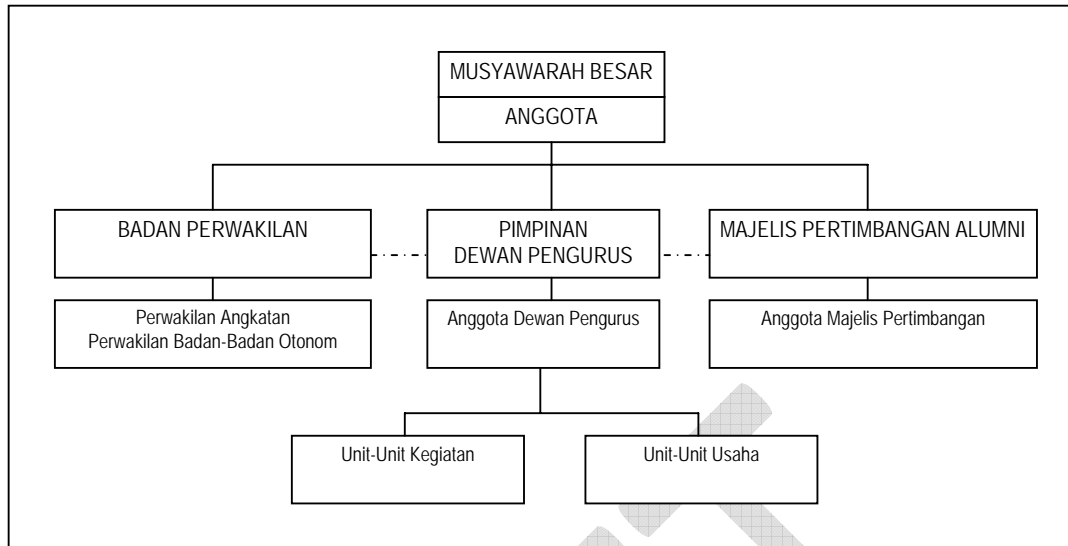 MUSYAWARAH BESAR
ANGGOTA
BADAN PERWAKILAN
PIMPINAN
DEWAN PENGURUS
MAJELIS PERTIMBANGAN ALUMNI
Perwakilan Angkatan
Perwakilan Badan-Badan Otonom
Anggota Dewan Pengurus
Anggota Majelis Pertimbangan
Unit-Unit Kegiatan
Unit-Unit Usaha